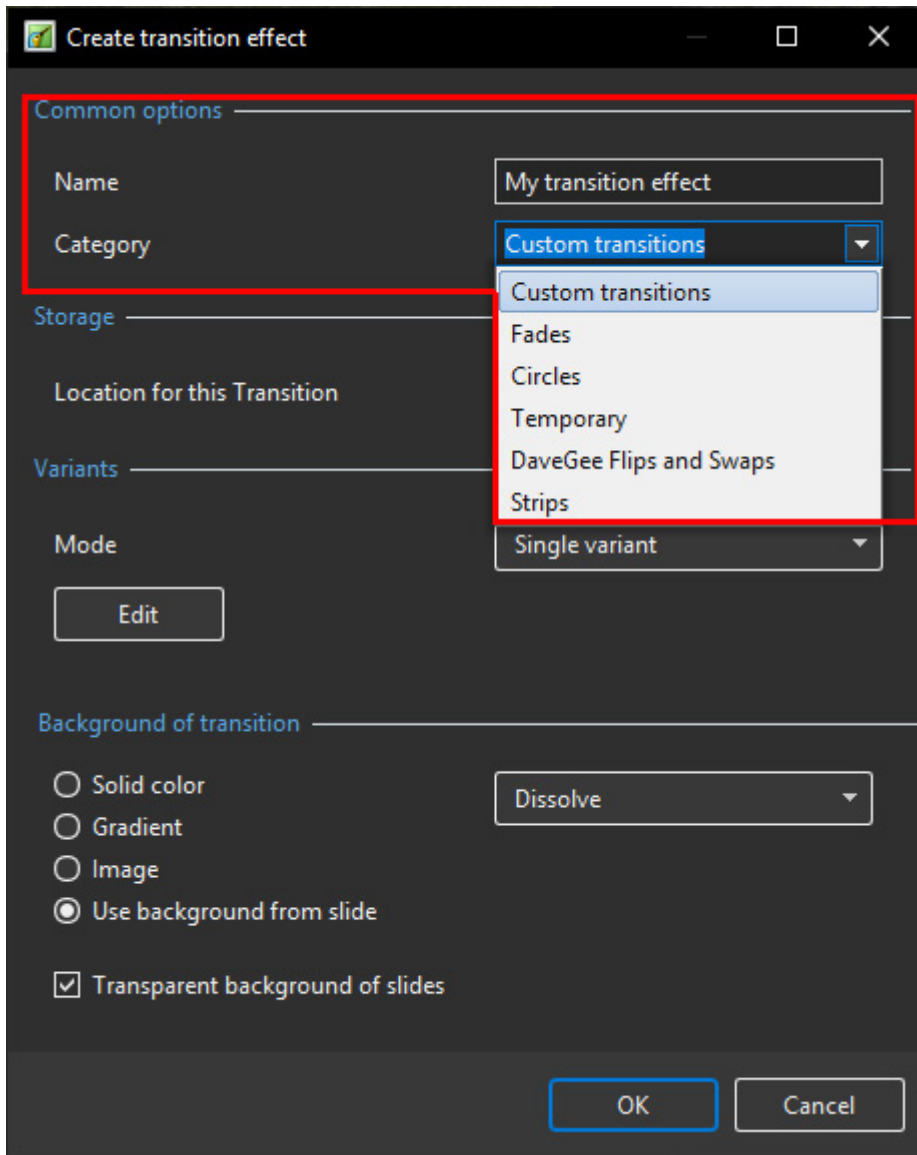 Create transition effect
Common options
Name
My transition effect
Category
Custom transitions
Custom transitions
Fades
Circles
Temporary
DaveGee Flips and Swaps
Strips
Storage
Location for this Transition
Variants
Mode
Single variant
Edit
Background of transition
Solid color
Dissolve
Gradient
Image
Use background from slide
Transparent background of slides
OK
Cancel